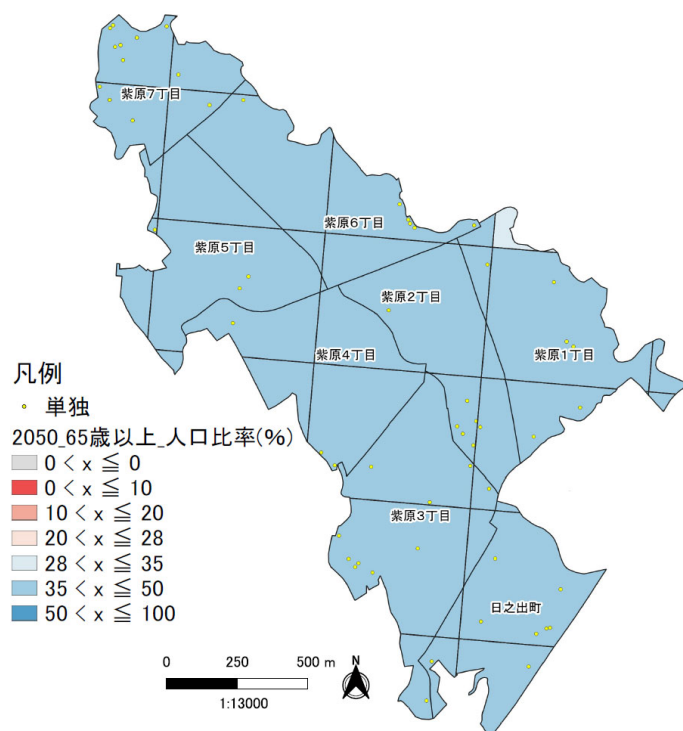 紫原7丁目
紫原6丁目
紫原5丁目
紫原2丁目
紫原4丁目
紫原1丁目
紫原3丁目
日之出町
凡例
単独
2050_65歳以上_人口比率(%)
0 < x ≦ 0
0 < x ≦ 10
10 < x ≦ 20
20 < x ≦ 28
28 < x ≦ 35
35 < x ≦ 50
50 < x ≦ 100
0 250 500 m
1:13000
N